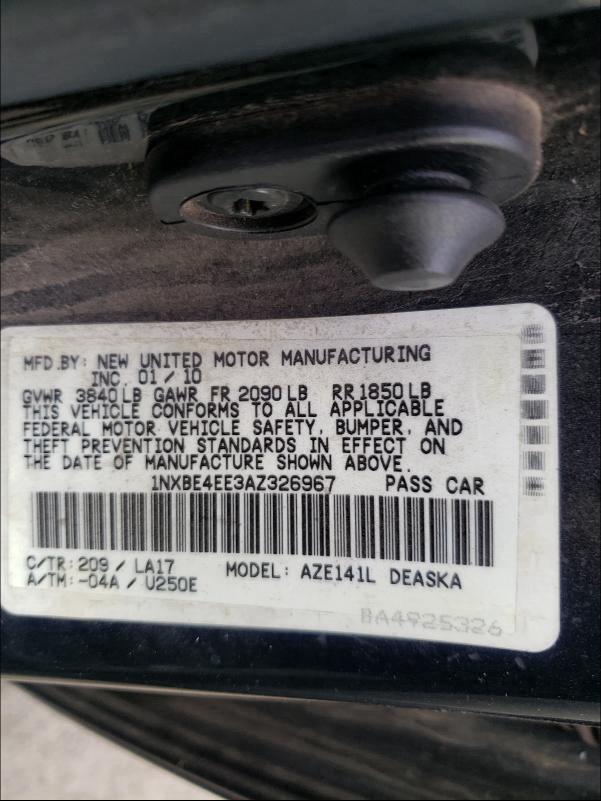 MFD.BY: NEW UNITED MOTOR MANUFACTURING
INC. 01 / 10
GVWR 3840 LB GAWR FR 2090 LB RR 1850 LB
THIS VEHICLE CONFORMS TO ALL APPLICABLE
FEDERAL MOTOR VEHICLE SAFETY, BUMPER, AND
THEFT PREVENTION STANDARDS IN EFFECT ON
THE DATE OF MANUFACTURE SHOWN ABOVE.
1NXBE4EE3AZ326967 PASS CAR
C/TR: 209 / LA17 MODEL: AZE141L DEASKA
A/TM: -04A / U250E
BA4925326